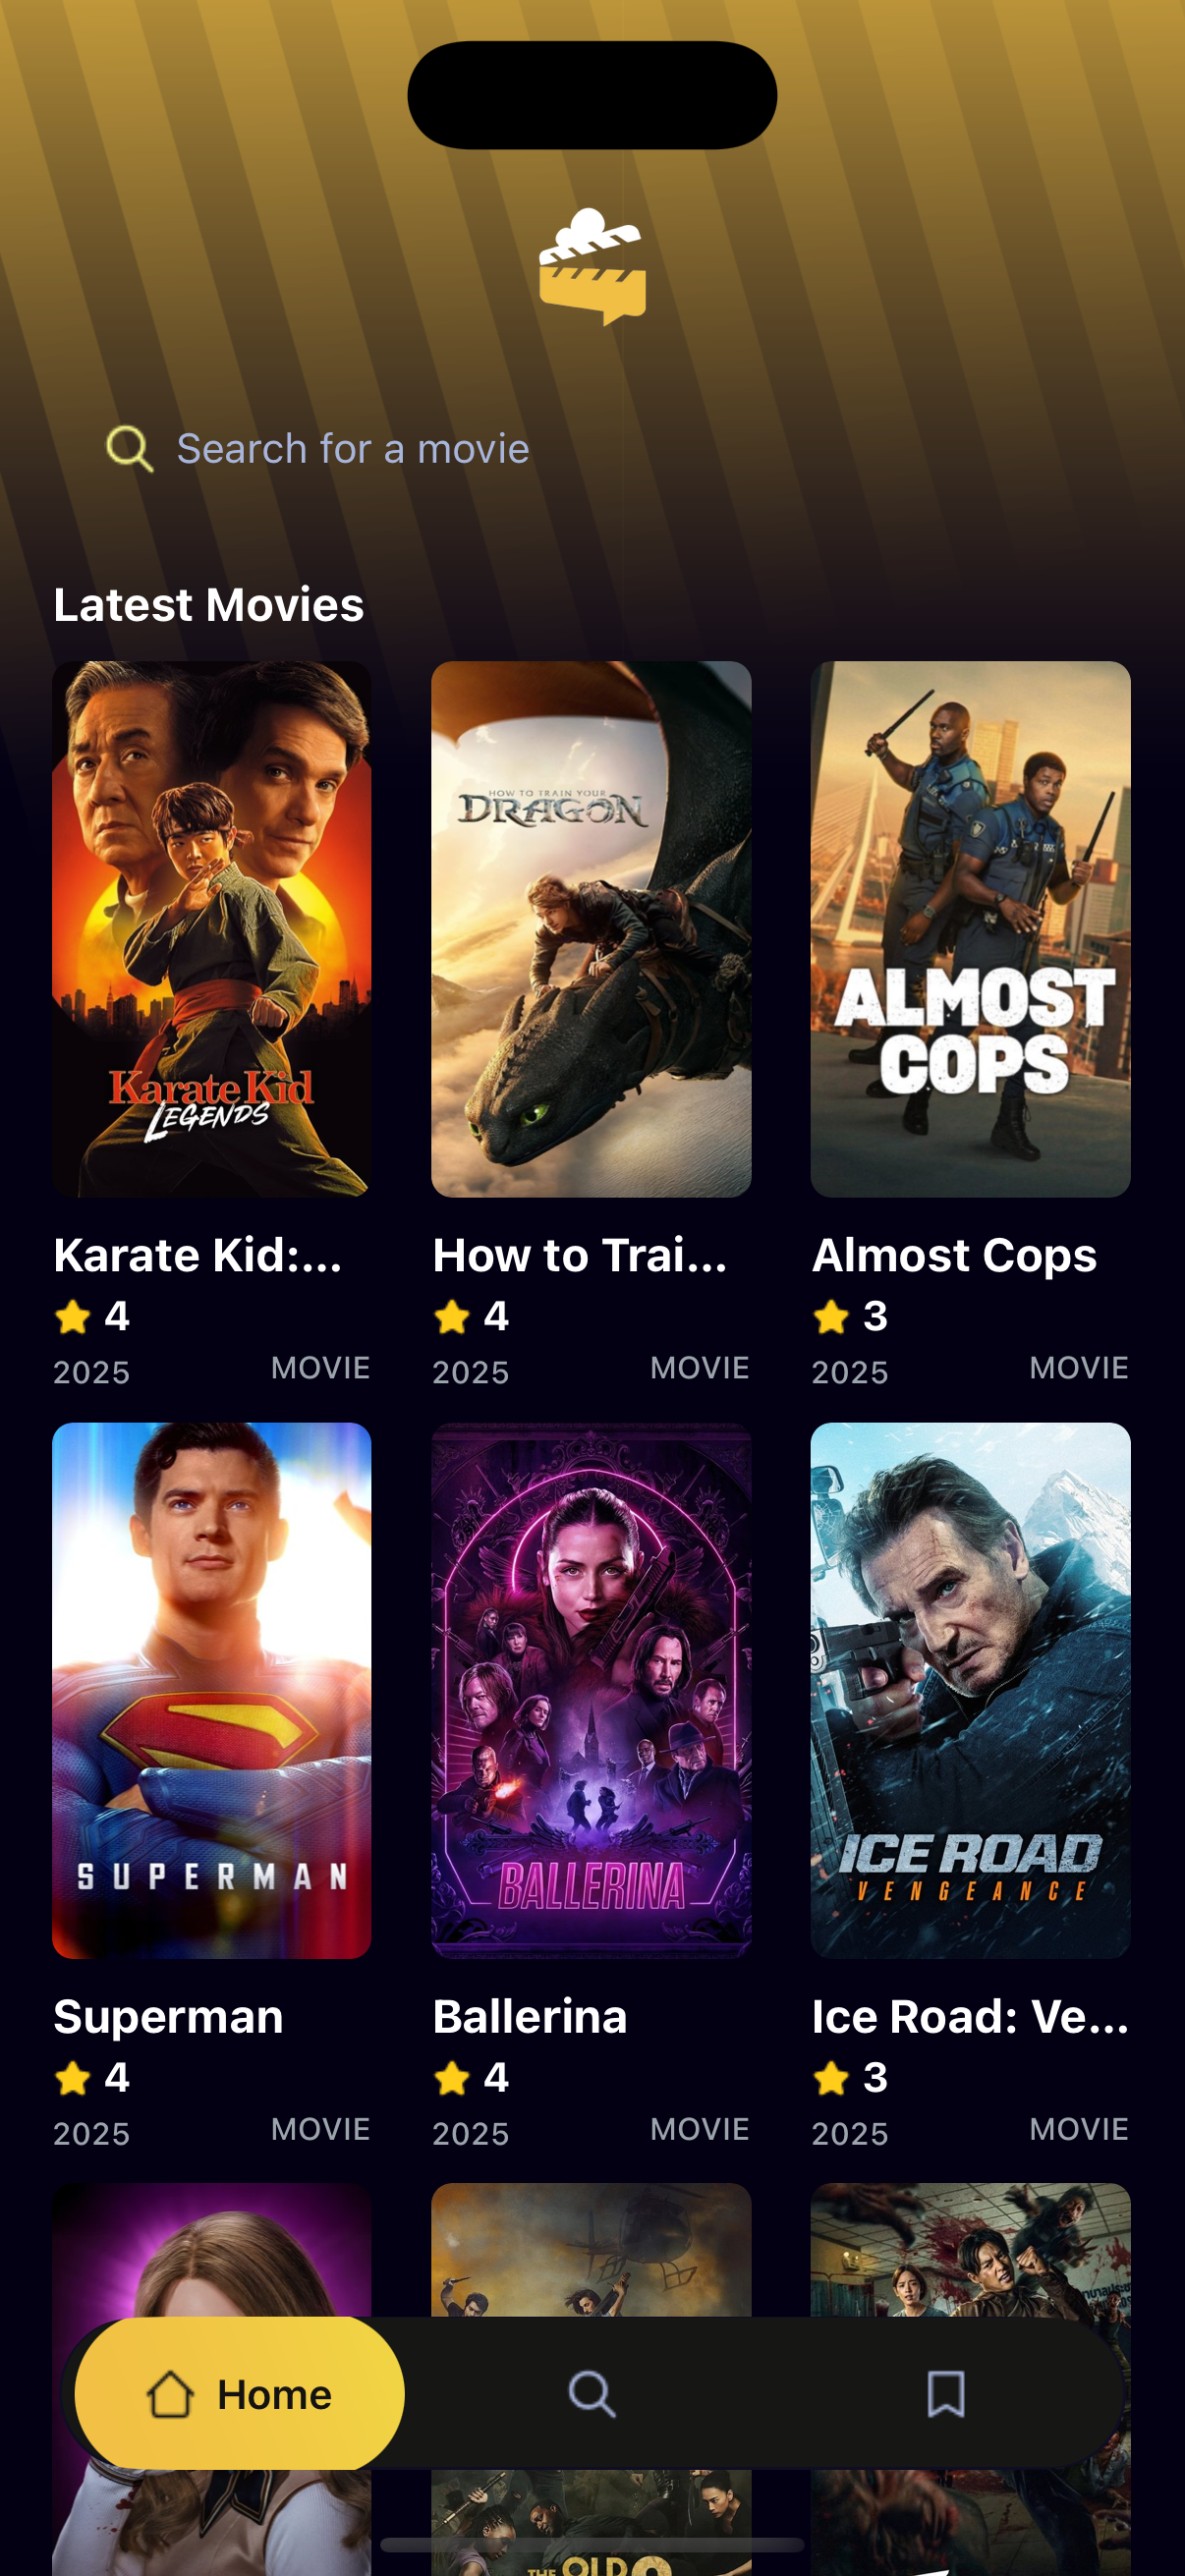 Search for a movie
Latest Movies
Karate Kid
LEGENDS
HOW TO TRAIN YOUR
DRAGON
ALMOST
COPS
Karate Kid:...
How to Trai...
Almost Cops
4
4
3
2025
MOVIE
2025
MOVIE
2025
MOVIE
SUPERMAN
BALLERINA
ICE ROAD
VENGEANCE
Superman
Ballerina
Ice Road: Ve...
4
4
3
2025
MOVIE
2025
MOVIE
2025
MOVIE
Home
THE OLD